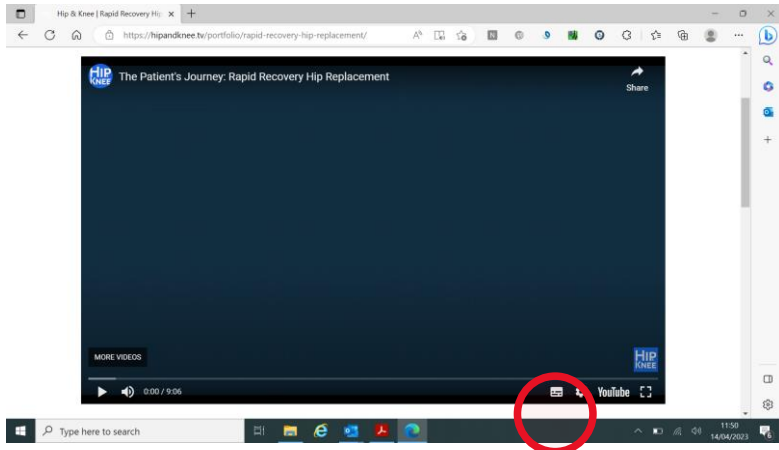 Hip & Knee | Rapid Recovery Hip
https://hipandknee.tv/portfolio/rapid-recovery-hip-replacement/
HIP
KNEE
The Patient's Journey: Rapid Recovery Hip Replacement
Share
MORE VIDEOS
HIP
KNEE
0:00 / 9:06
YouTube
Type here to search
11:50
14/04/2023